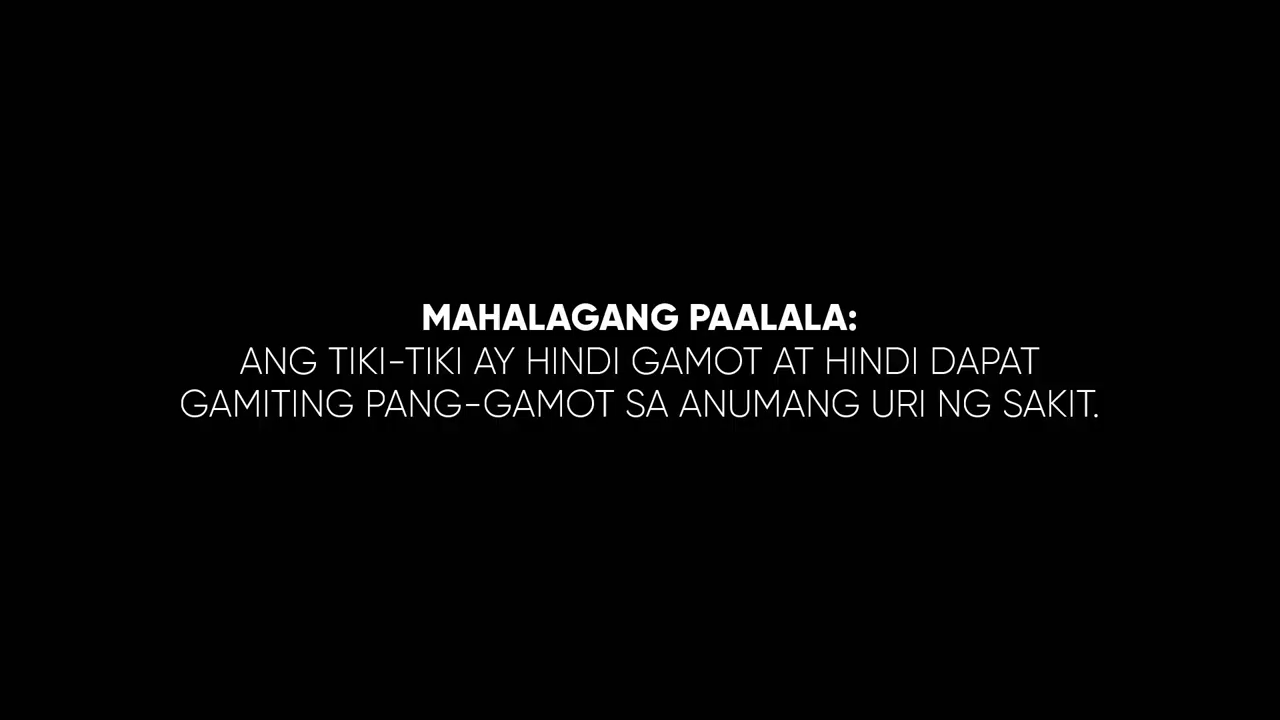 MAHALAGANG PAALALA:
ANG TIKI-TIKI AY HINDI GAMOT AT HINDI DAPAT
GAMITING PANG-GAMOT SA ANUMANG URI NG SAKIT.